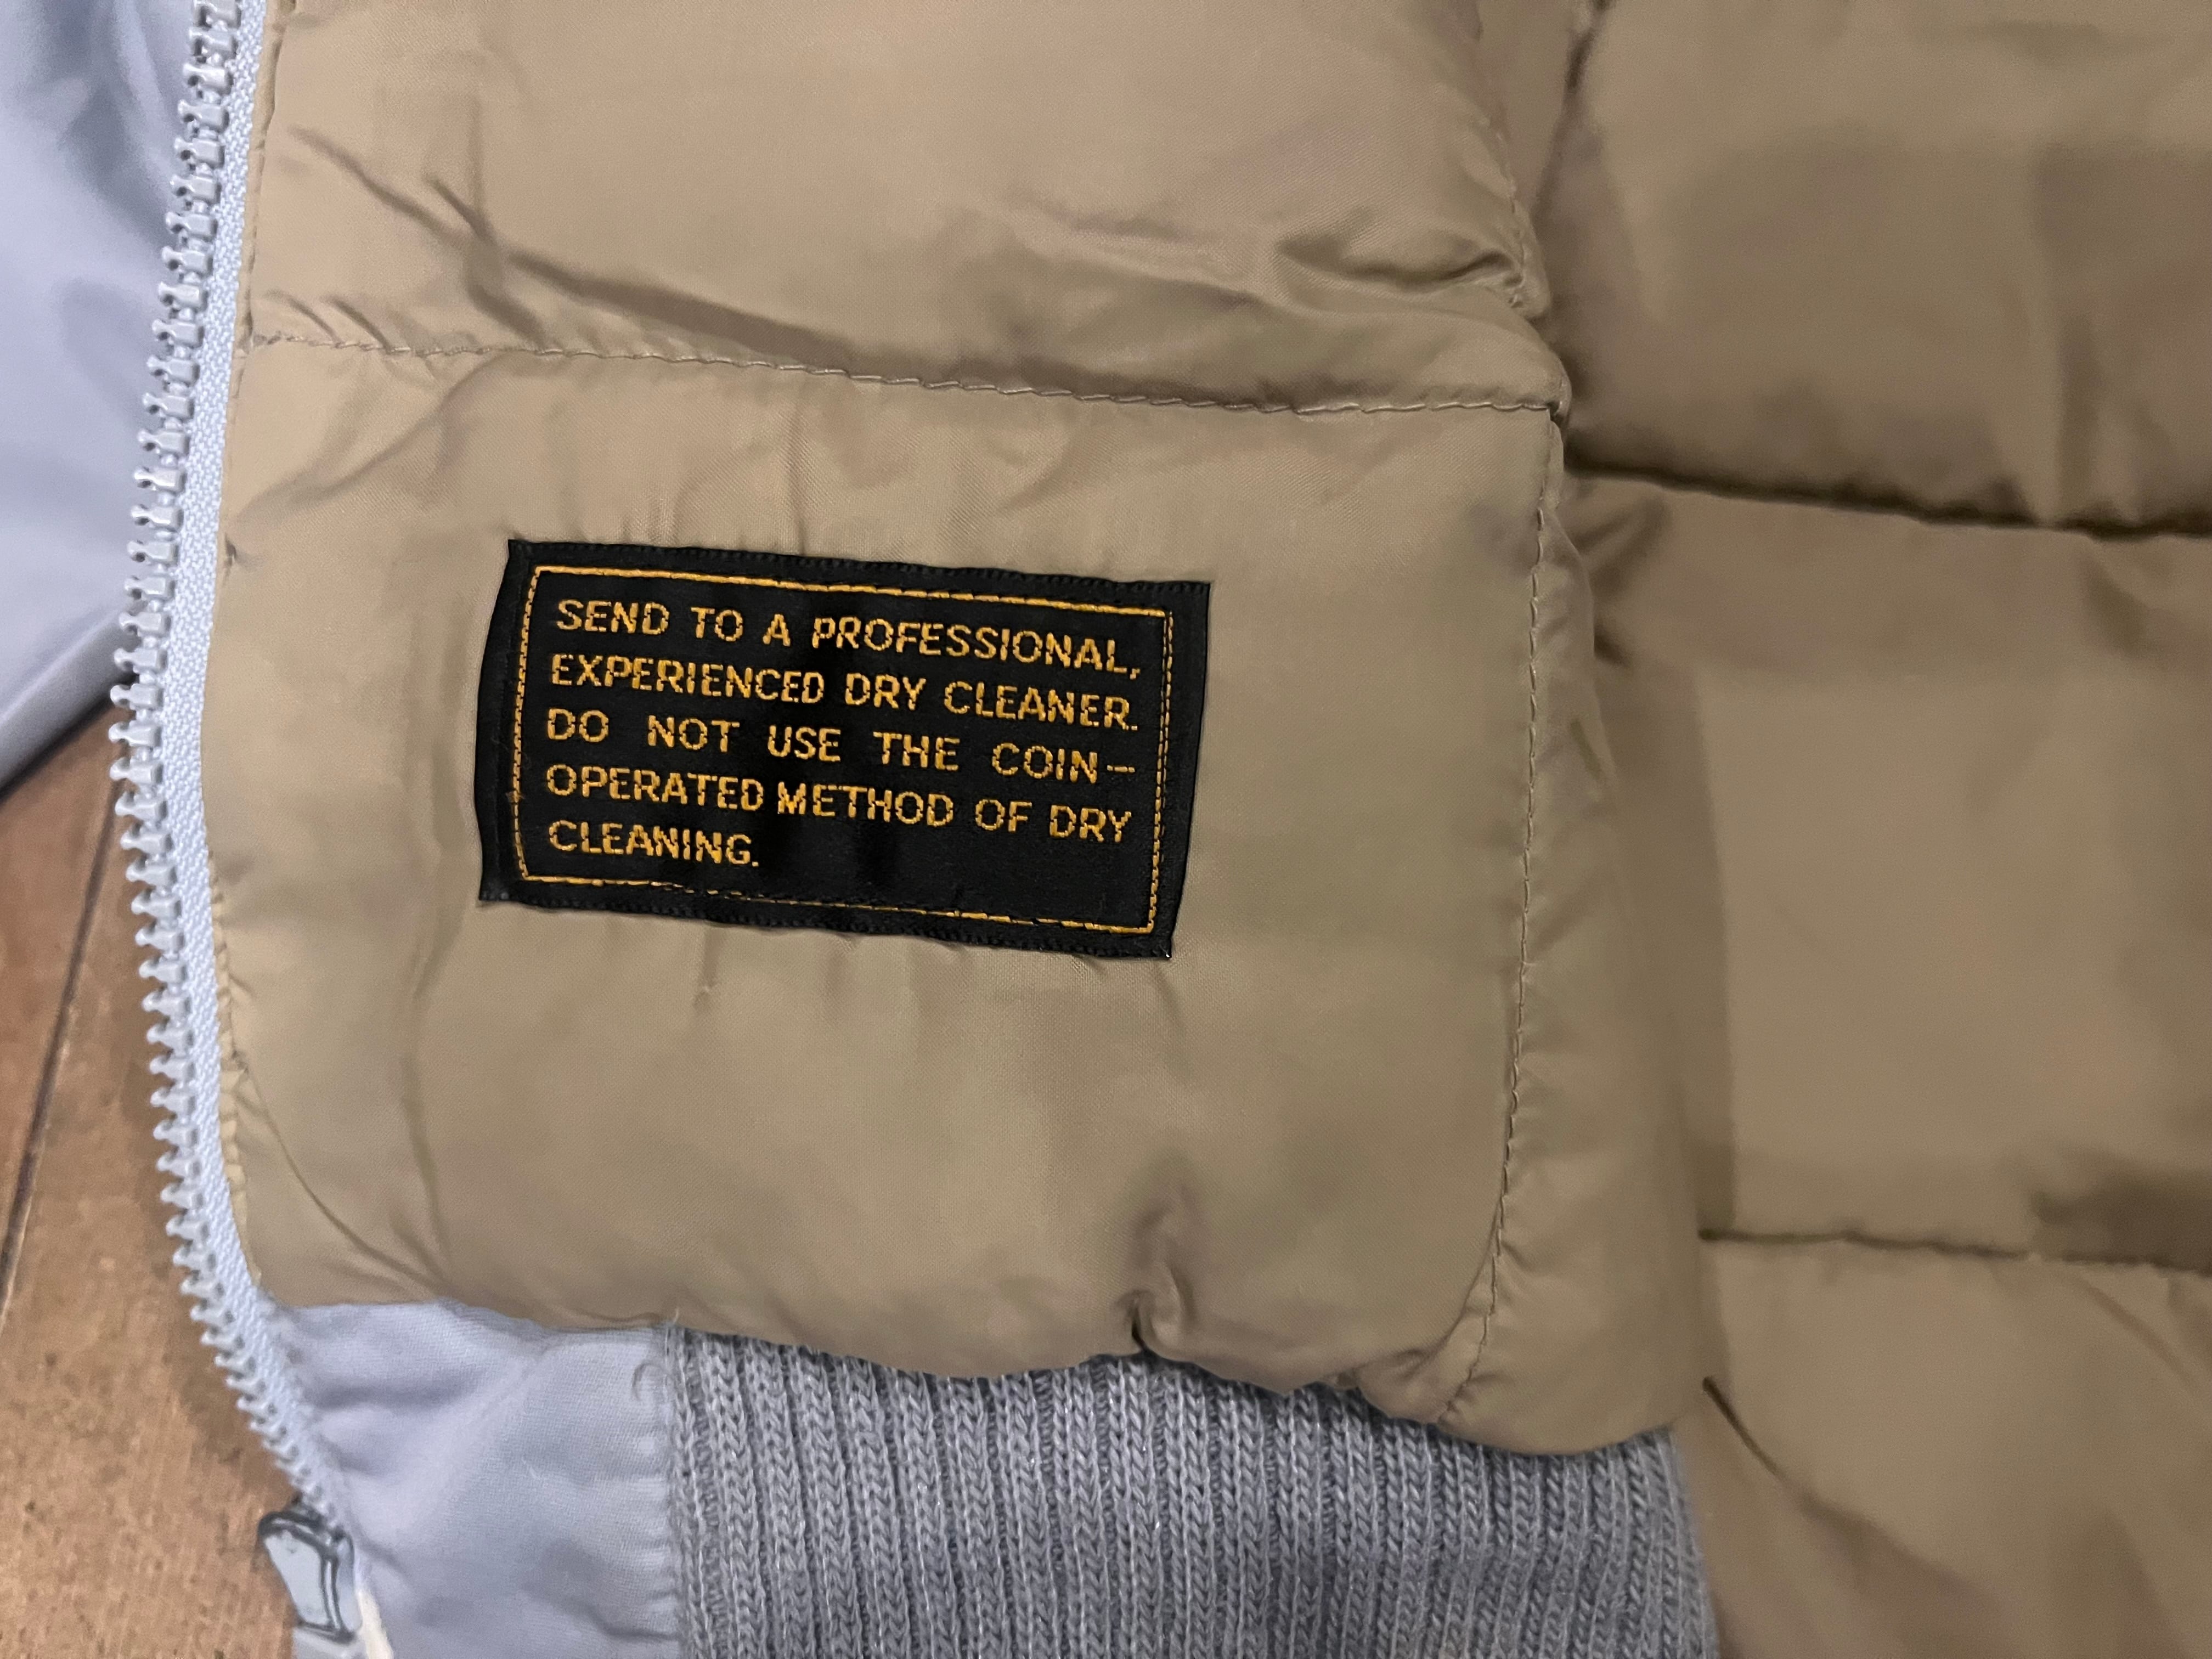 SEND TO A PROFESSIONAL,
EXPERIENCED DRY CLEANER.
DO NOT USE THE COIN-
OPERATED METHOD OF DRY
CLEANING.